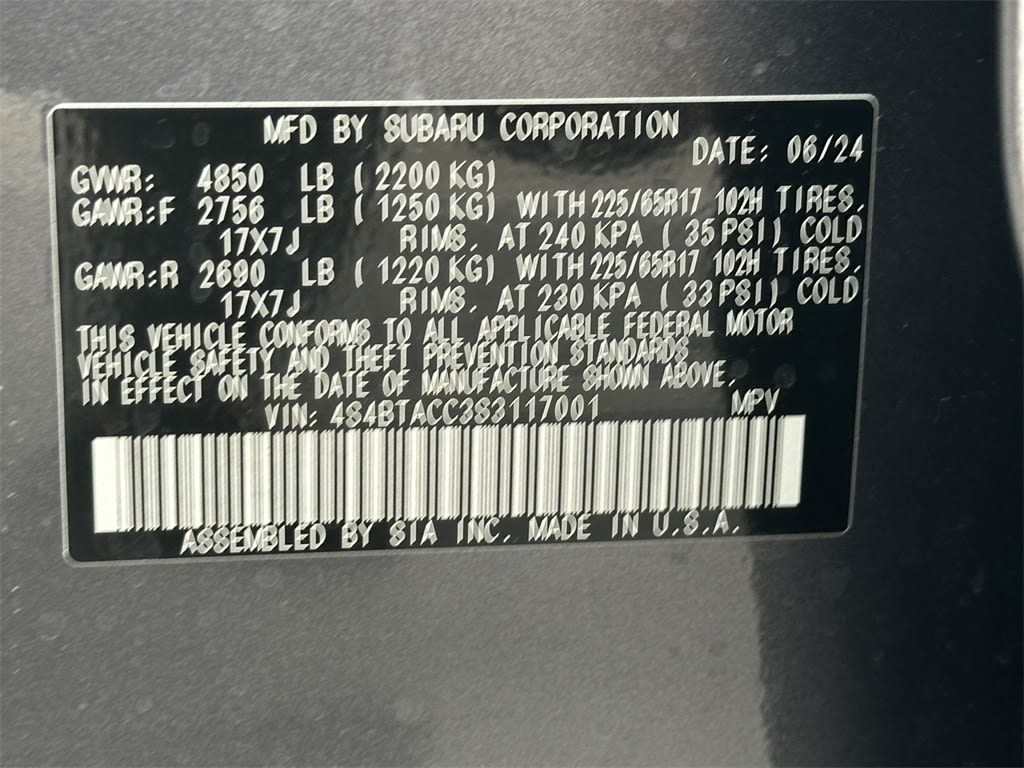 MFD BY SUBARU CORPORATION
DATE: 06/24
GVWR: 4850 LB ( 2200 KG)
GAWR:F 2756 LB ( 1250 KG) WITH 225/65R17 102H TIRES,
17X7J RIMS, AT 240 KPA ( 35 PSI) COLD
GAWR:R 2690 LB ( 1220 KG) WITH 225/65R17 102H TIRES,
17X7J RIMS, AT 230 KPA ( 33 PSI) COLD
THIS VEHICLE CONFORMS TO ALL APPLICABLE FEDERAL MOTOR
VEHICLE SAFETY AND THEFT PREVENTION STANDARDS
IN EFFECT ON THE DATE OF MANUFACTURE SHOWN ABOVE.
VIN: 4S4BTACC3S3117001 MPV
ASSEMBLED BY SIA INC. MADE IN U.S.A.